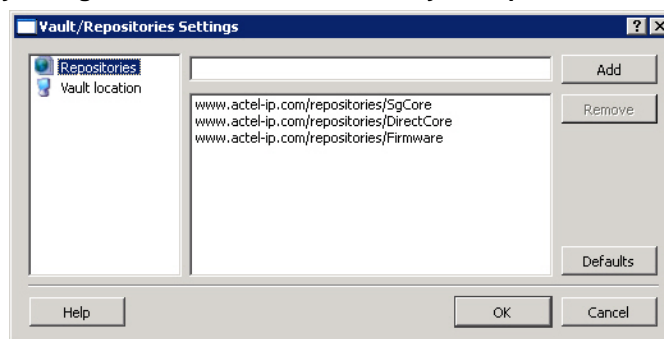 Vault/Repositories Settings
Repositories
Vault location
Add
www.actel-ip.com/repositories/SgCore
www.actel-ip.com/repositories/DirectCore
www.actel-ip.com/repositories/Firmware
Remove
Defaults
Help
OK
Cancel